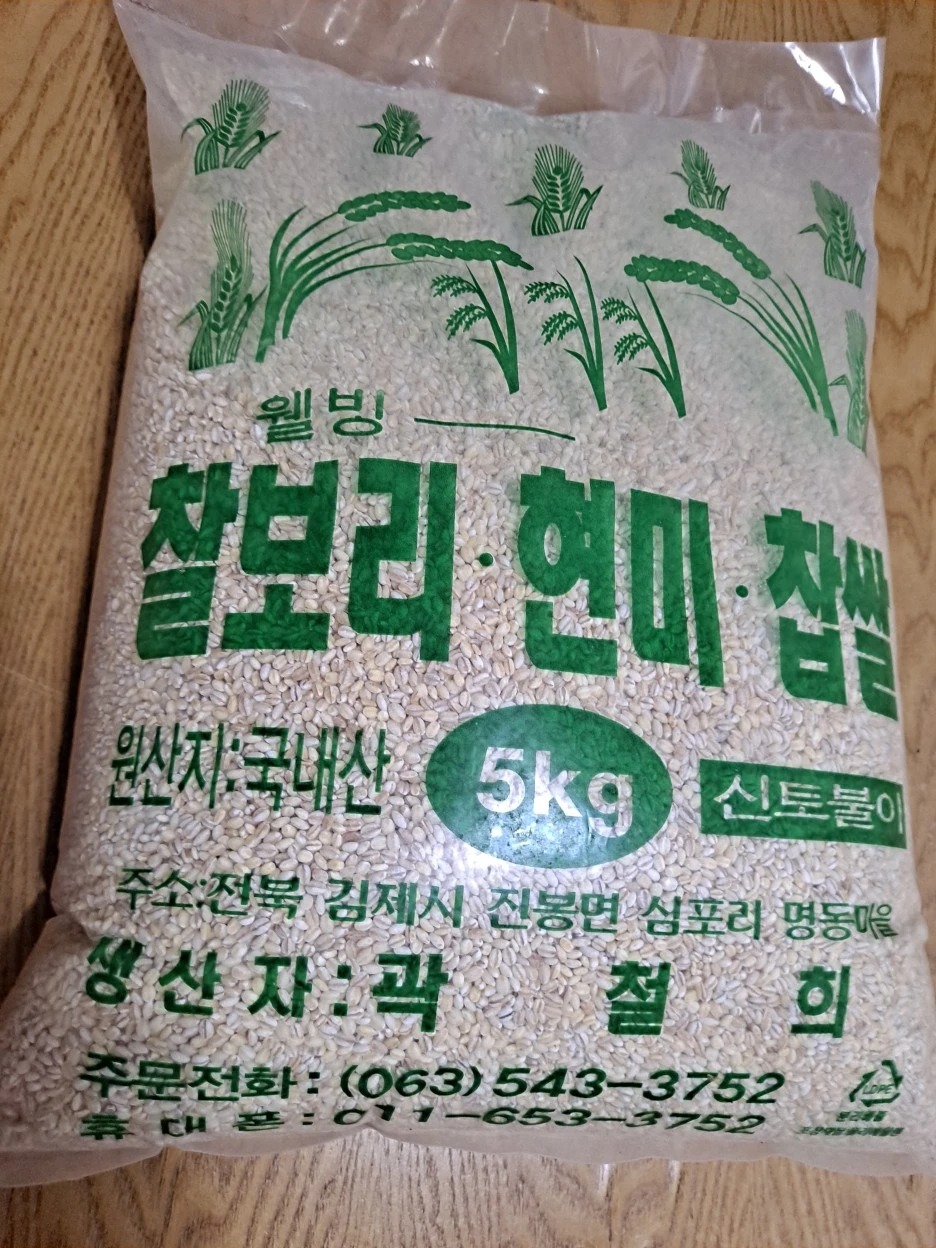 웰빙
찰보리·현미·찹쌀
원산지:국내산 5kg 신토불이
주소:전북 김제시 진봉면 심포리 명동마을
생산자:곽철희
주문전화:(063)543-3752
휴대폰:011-653-3752
LDPE